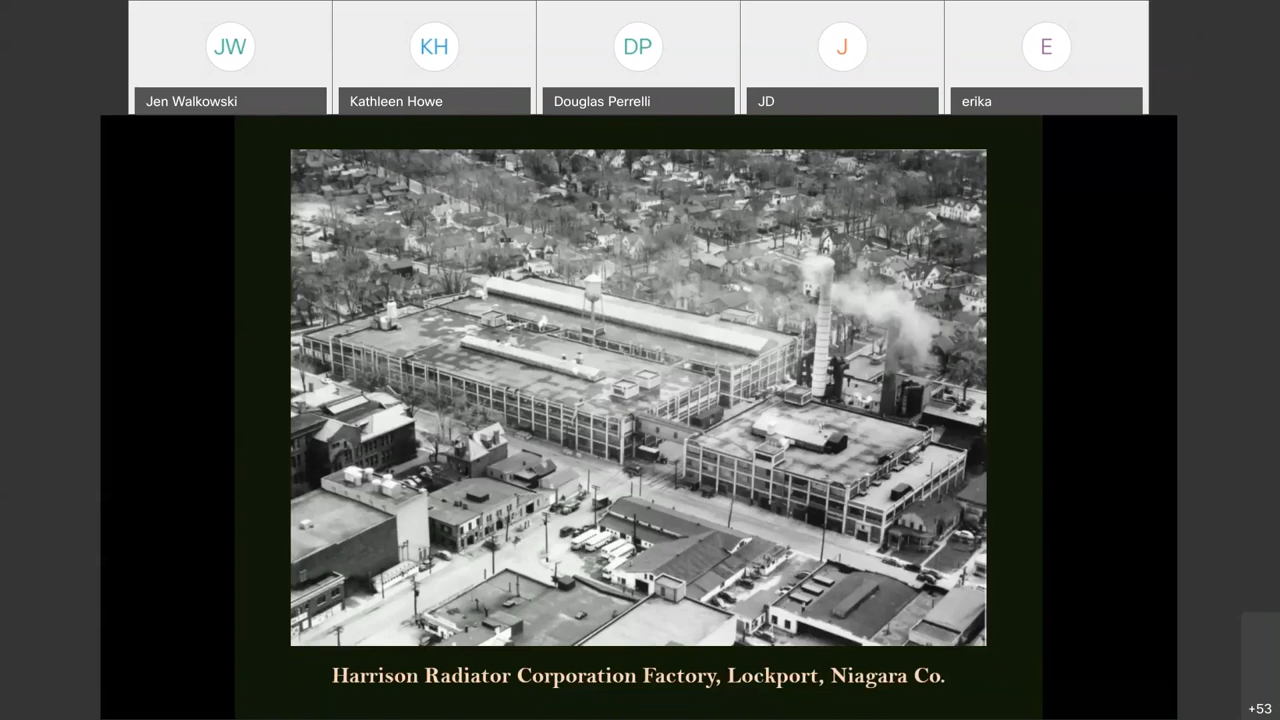 JW
KH
DP
J
E
Jen Walkowski
Kathleen Howe
Douglas Perrelli
JD
erika
Harrison Radiator Corporation Factory, Lockport, Niagara Co.
+53